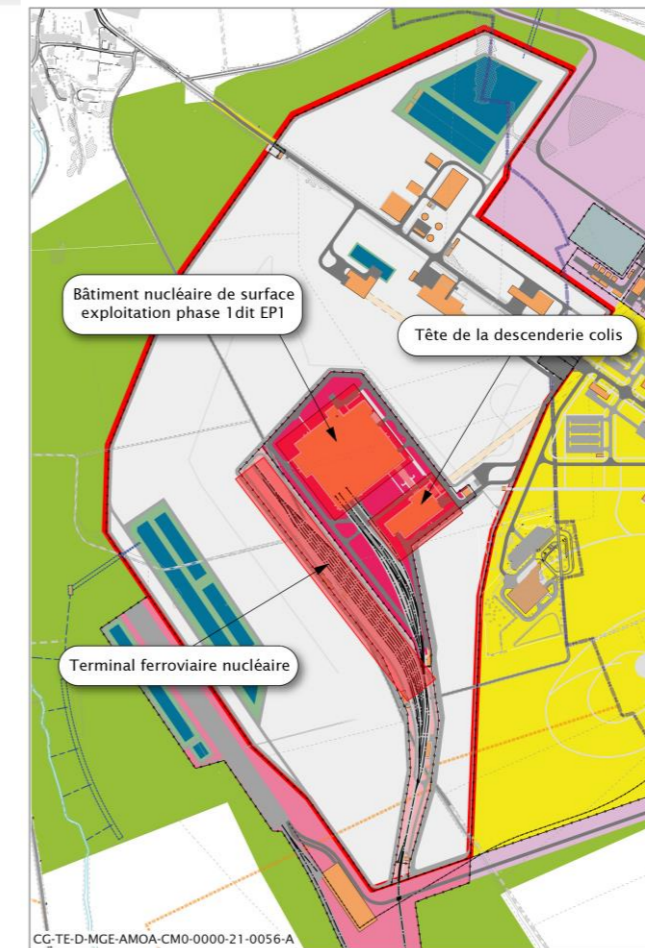 Bâtiment nucléaire de surface
exploitation phase 1dit EP1
Tête de la descenderie colis
Terminal ferroviaire nucléaire
CG-TE-D-MGE-AMOA-CM0-0000-21-0056-A